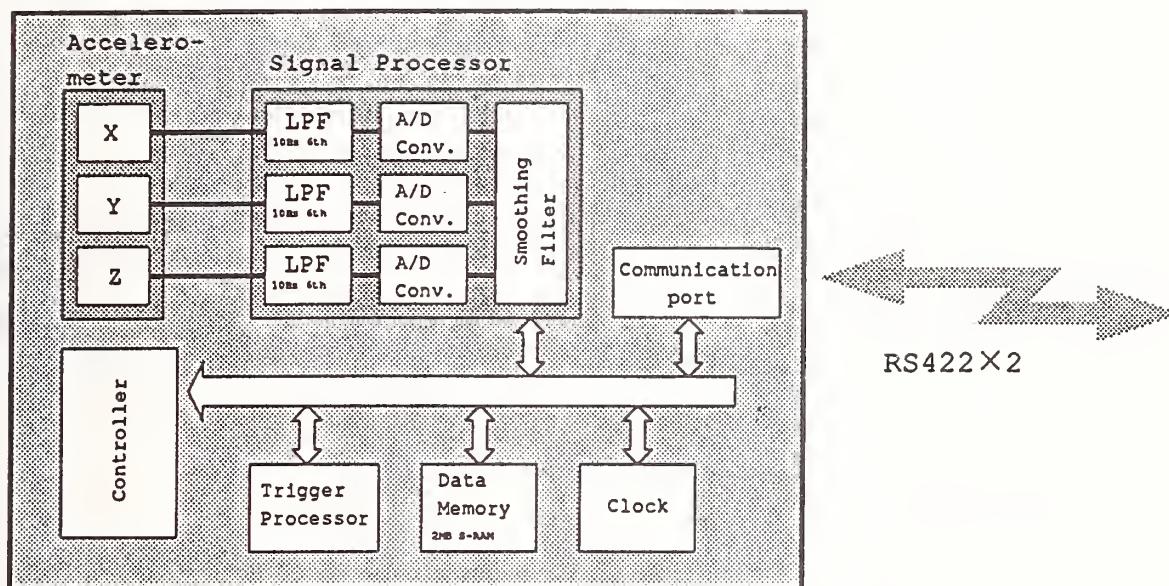 Accelero-
meter
Signal Processor
X
LPF
10Hz 6th
A/D
Conv.
Y
LPF
10Hz 6th
A/D
Conv.
Z
LPF
10Hz 6th
A/D
Conv.
Smoothing
Filter
Communication
port
RS422×2
Controller
Trigger
Processor
Data
Memory
2MB S-RAM
Clock